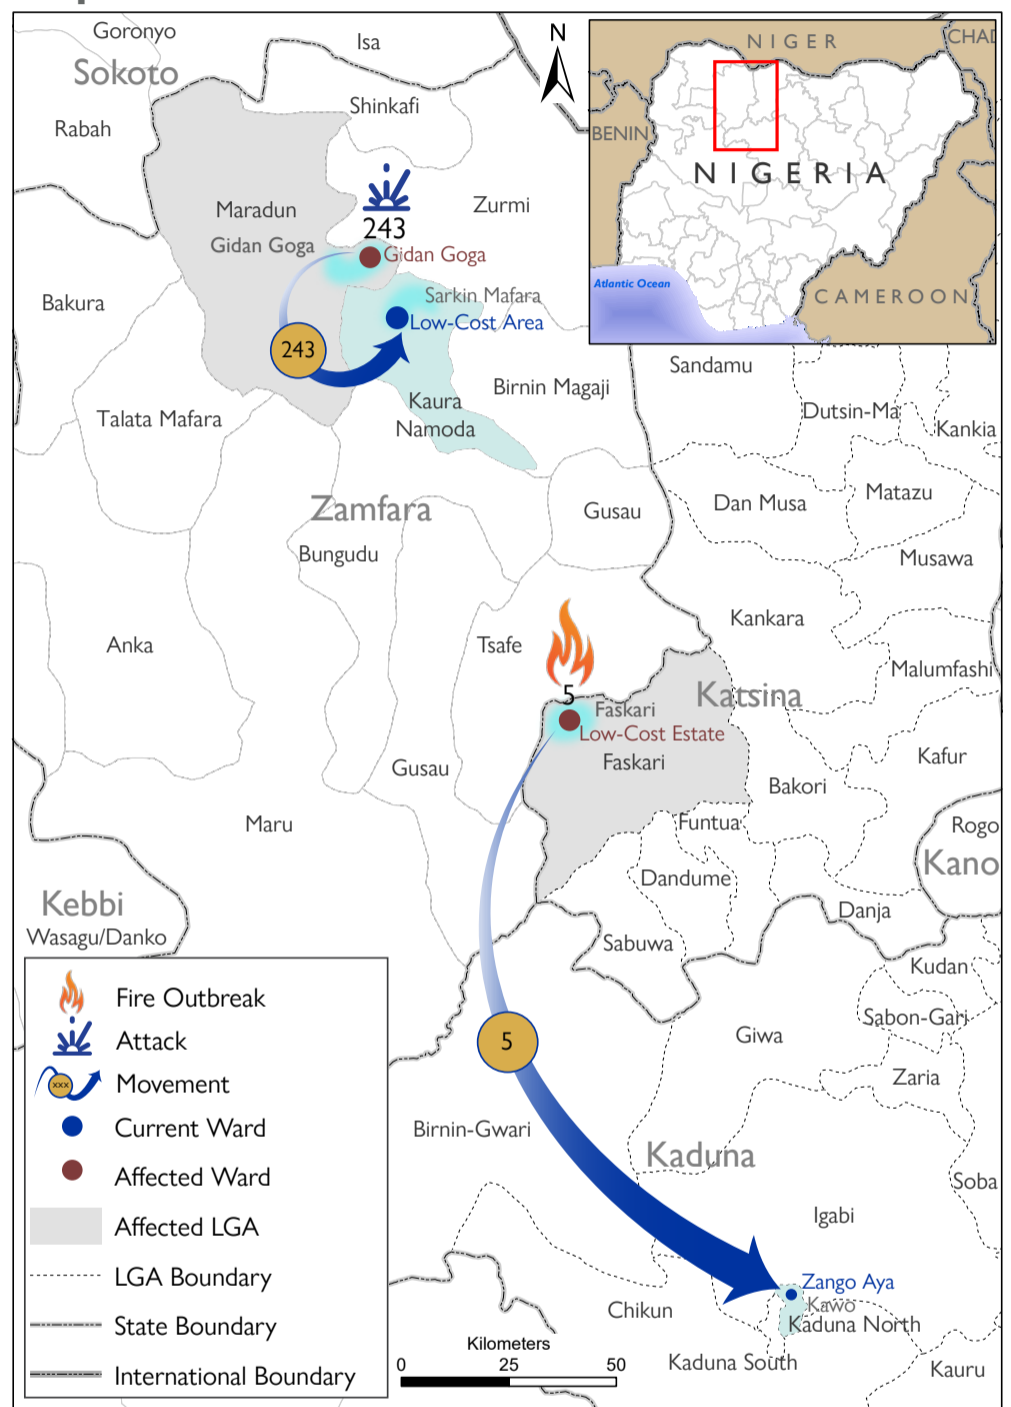 Goronyo
Isa
Sokoto
Shinkafi
Rabah
Zurmi
Maradun
243
Gidan Goga
Gidan Goga
Bakura
Sarkin Mafara
Low-Cost Area
243
Birnin Magaji
Kaura
Namoda
Talata Mafara
N
NIGER
CHAD
BENIN
NIGERIA
Atlantic Ocean
CAMEROON
Sandamu
Dutsin-Ma
Kankia
Zamfara
Gusau
Dan Musa
Matazu
Bungudu
Musawa
Kankara
Anka
Tsafe
Malumfashi
5
Katsina
Faskari
Low-Cost Estate
Faskari
Gusau
Kafur
Bakori
Maru
Funtua
Rogo
Kano
Dandume
Kebbi
Danja
Wasagu/Danko
Sabuwa
Kudan
Sabon-Gari
Giwa
5
Zaria
Birnin-Gwari
Kaduna
Soba
Igabi
Zango Aya
Kawo
Chikun
Kaduna North
Kaduna South
Kauru
Fire Outbreak
Attack
xxx
Movement
Current Ward
Affected Ward
Affected LGA
LGA Boundary
State Boundary
International Boundary
Kilometers
0 25 50